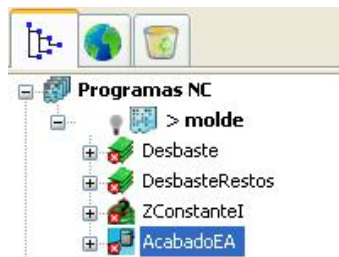 Programas NC
> molde
Desbaste
DesbasteRestos
ZConstanteI
AcabadoEA